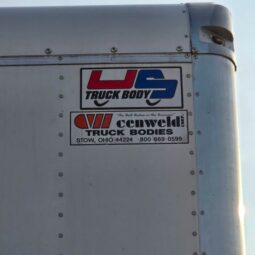 US
TRUCK BODY
cenweld
TRUCK BODIES
STOW, OHIO 44224 800 669 0599